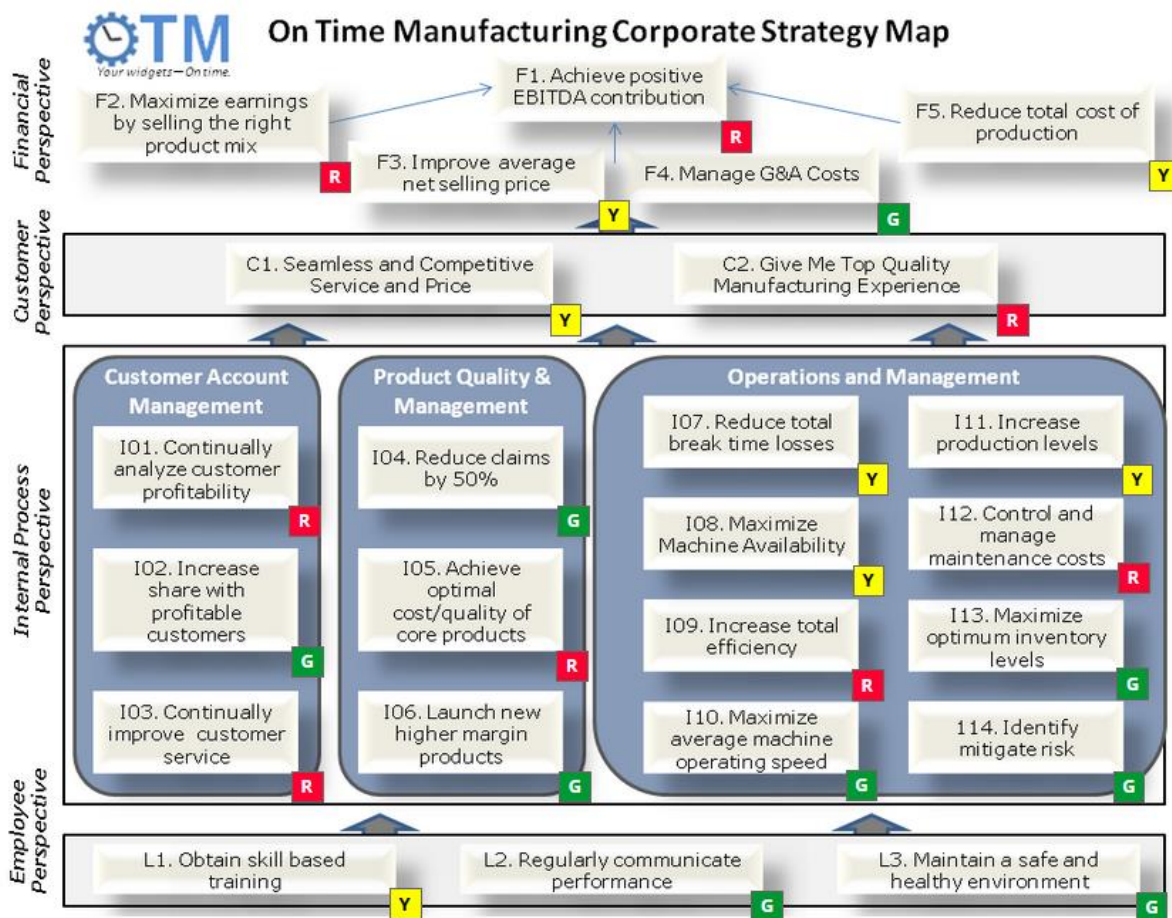 OTM
Your widgets—On time.
On Time Manufacturing Corporate Strategy Map
Financial
Perspective
F1. Achieve positive
EBITDA contribution
R
F2. Maximize earnings
by selling the right
product mix
R
F3. Improve average
net selling price
Y
F4. Manage G&A Costs
G
F5. Reduce total cost of
production
Y
Customer
Perspective
C1. Seamless and Competitive
Service and Price
Y
C2. Give Me Top Quality
Manufacturing Experience
R
Internal Process
Perspective
Customer Account
Management
I01. Continually
analyze customer
profitability
R
I02. Increase
share with
profitable
customers
G
I03. Continually
improve customer
service
R
Product Quality &
Management
I04. Reduce claims
by 50%
G
I05. Achieve
optimal
cost/quality of
core products
R
I06. Launch new
higher margin
products
G
Operations and Management
I07. Reduce total
break time losses
Y
I08. Maximize
Machine Availability
Y
I09. Increase total
efficiency
R
I10. Maximize
average machine
operating speed
G
I11. Increase
production levels
Y
I12. Control and
manage
maintenance costs
R
I13. Maximize
optimum inventory
levels
G
114. Identify
mitigate risk
G
Employee
Perspective
L1. Obtain skill based
training
Y
L2. Regularly communicate
performance
G
L3. Maintain a safe and
healthy environment
G